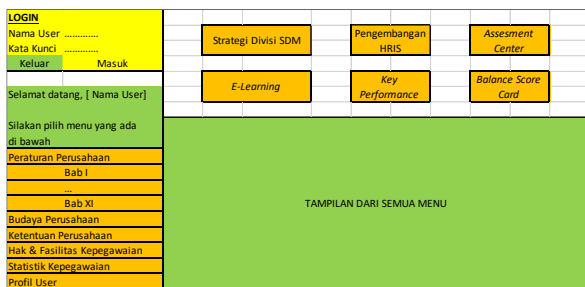 LOGIN
Nama User .............
Kata Kunci .............
Keluar Masuk
Selamat datang, [ Nama User]
Silakan pilih menu yang ada
di bawah
Peraturan Perusahaan
Bab I
...
Bab XI
Budaya Perusahaan
Ketentuan Perusahaan
Hak & Fasilitas Kepegawaian
Statistik Kepegawaian
Profil User
Strategi Divisi SDM
Pengembangan
HRIS
Assesment
Center
E-Learning
Key
Performance
Balance Score
Card
TAMPILAN DARI SEMUA MENU